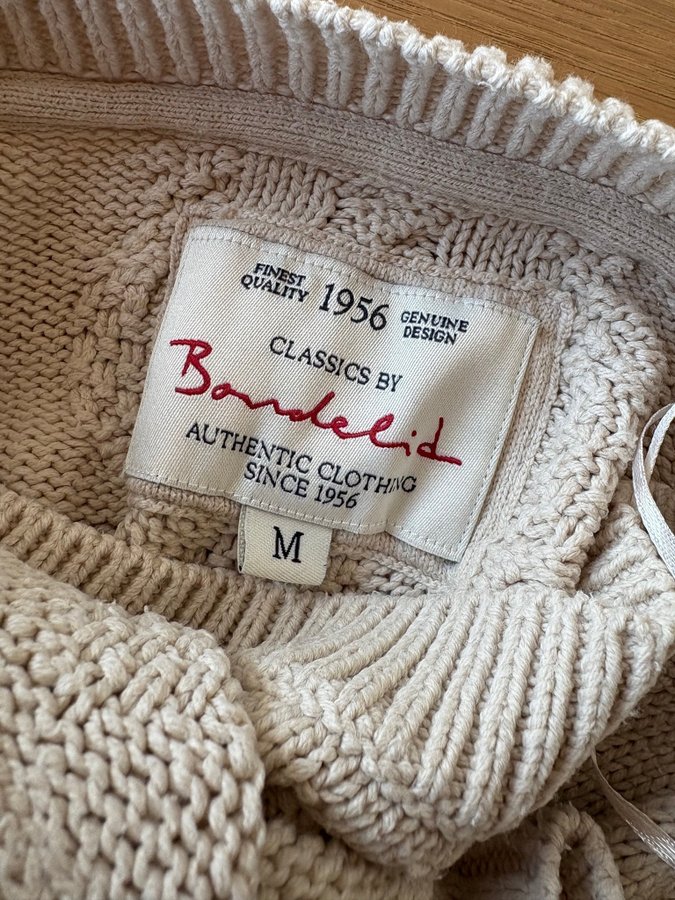 FINEST
QUALITY
1956
GENUINE
DESIGN
CLASSICS BY
Bondelid
AUTHENTIC CLOTHING
SINCE 1956
M